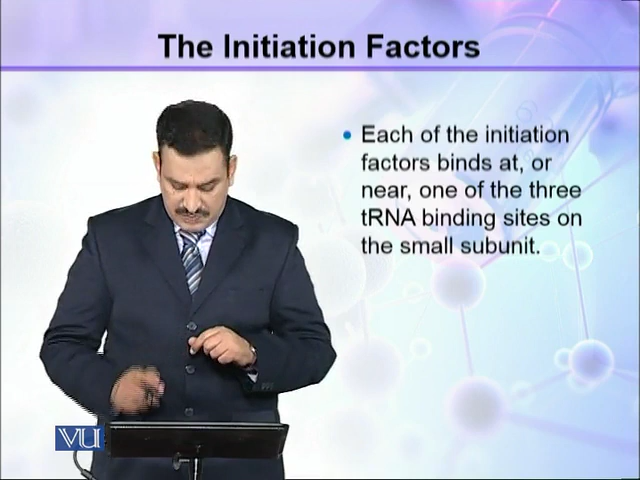 The Initiation Factors
Each of the initiation
factors binds at, or
near, one of the three
tRNA binding sites on
the small subunit.
VU